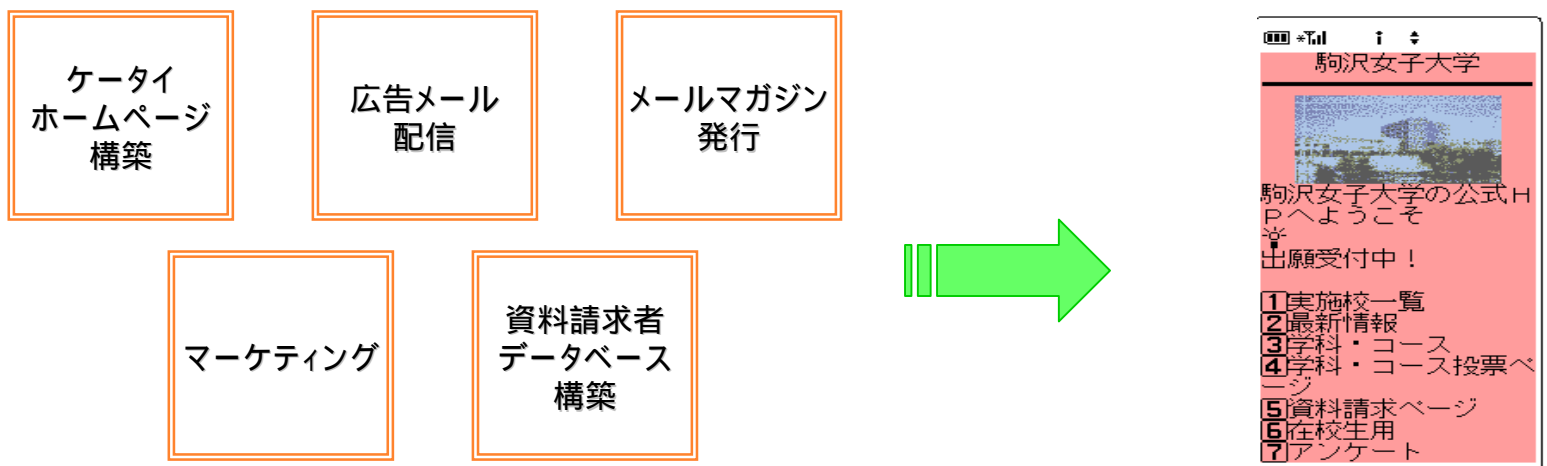 ケータイ
ホームページ
構築
広告メール
配信
メールマガジン
発行
マーケティング
資料請求者
データベース
構築
駒沢女子大学
駒沢女子大学の公式H
Pへようこそ
出願受付中！
1実施校一覧
2最新情報
3学科・コース
4学科・コース投票ペ
ージ
5資料請求ページ
6在校生用
7アンケート